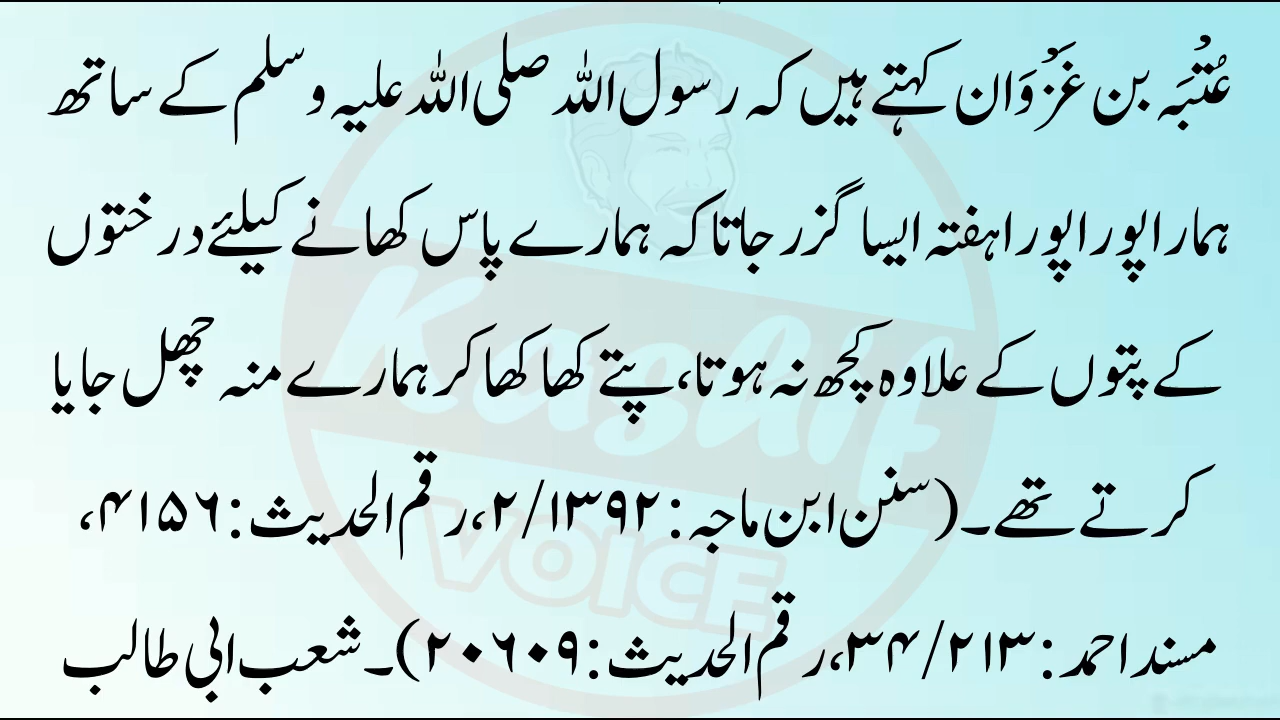 عُتْبَہ بن غَزْوَان کہتے ہیں کہ رسول اللہ صلی اللہ علیہ وسلم کے ساتھ
ہمارا پورا پورا ہفتہ ایسا گزر جاتا کہ ہمارے پاس کھانے کیلئے درختوں
کے پتوں کے علاوہ کچھ نہ ہوتا، پتے کھا کھا کر ہمارے منہ چھل جایا
کرتے تھے۔ (سنن ابن ماجہ: ۲/۱۳۹۲، رقم الحدیث: ۴۱۵۶،
مسند احمد: ۳۴/۲۱۳، رقم الحدیث: ۲۰۶۰۹)۔ شعب ابی طالب
Kashif
VOICE